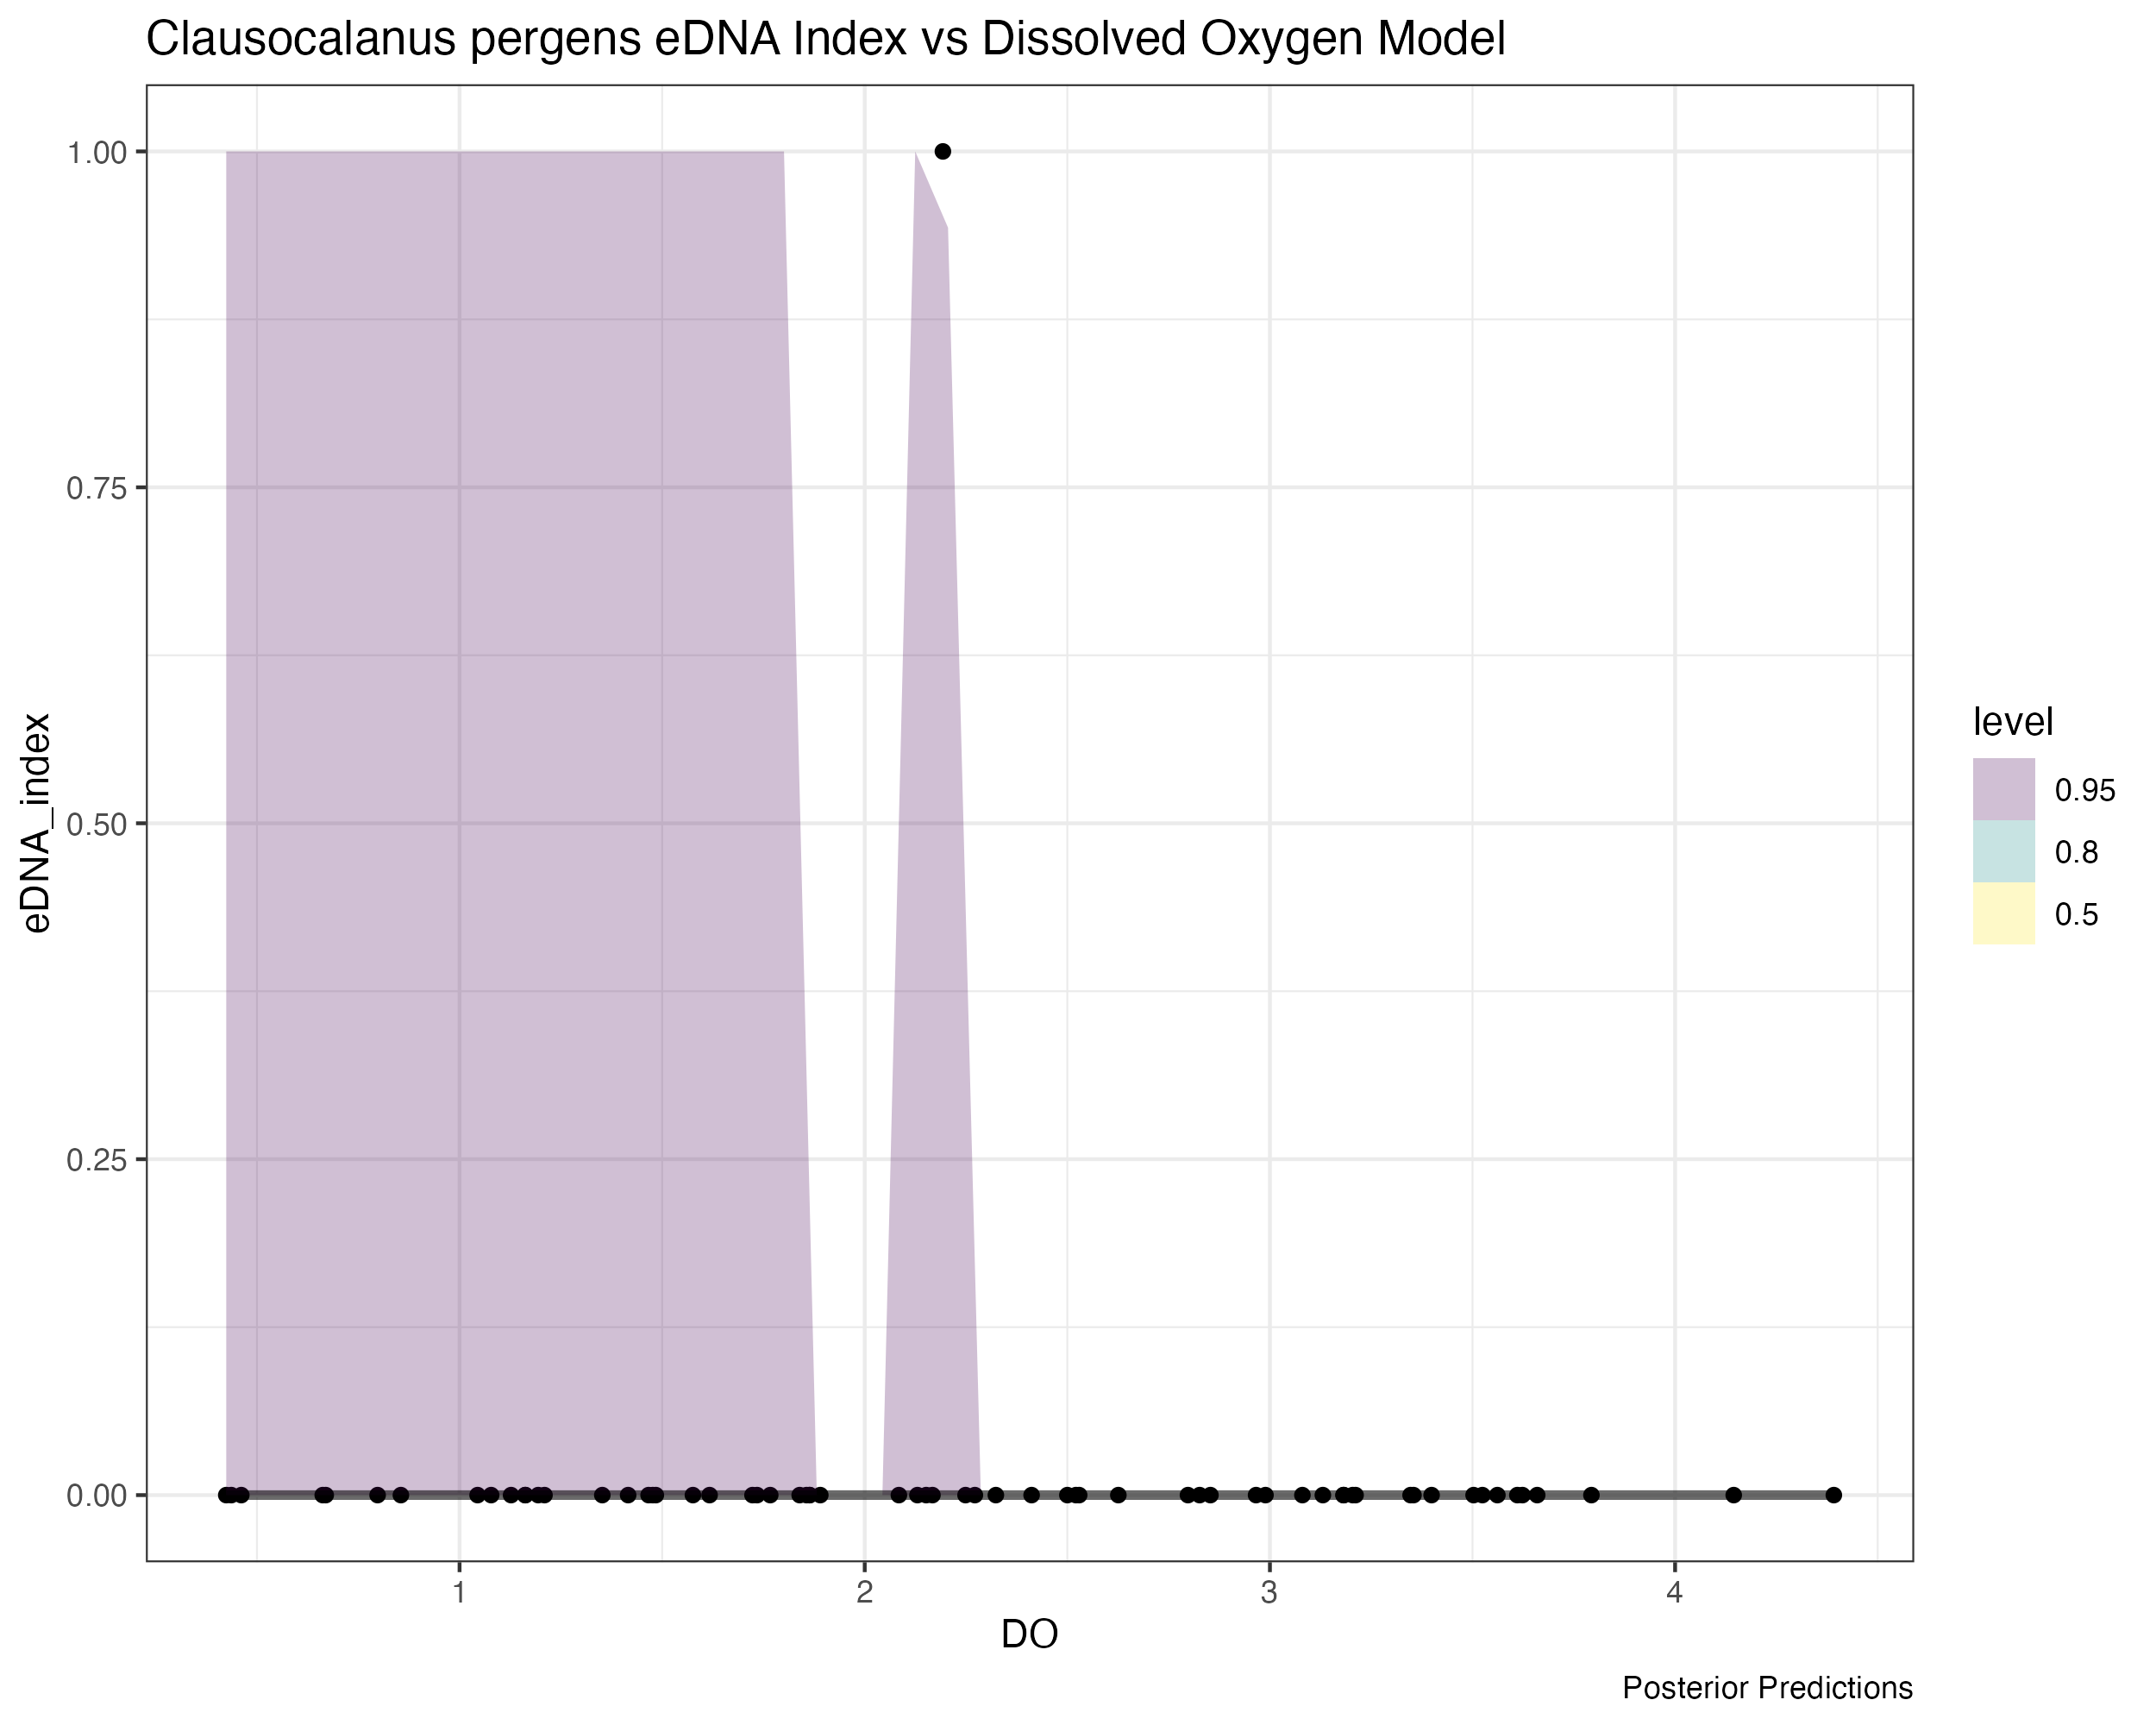 Clausocalanus pergens eDNA Index vs Dissolved Oxygen Model
1.00
0.75
0.50
0.25
0.00
eDNA_index
1 2 3 4
DO
level
0.95
0.8
0.5
Posterior Predictions